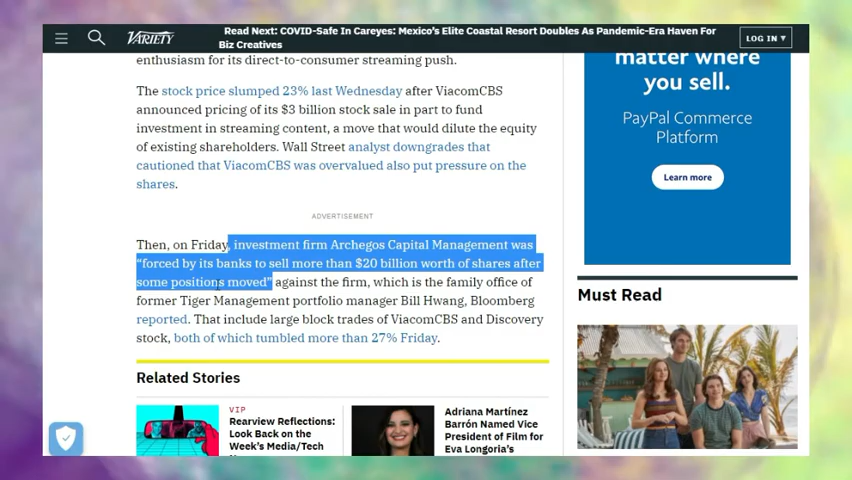 Read Next: COVID-Safe In Careyes: Mexico's Elite Coastal Resort Doubles As Pandemic-Era Haven For
Biz Creatives
VARIETY
LOG IN ▾
enthusiasm for its direct-to-consumer streaming push.
The stock price slumped 23% last Wednesday after ViacomCBS
announced pricing of its $3 billion stock sale in part to fund
investment in streaming content, a move that would dilute the equity
of existing shareholders. Wall Street analyst downgrades that
cautioned that ViacomCBS was overvalued also put pressure on the
shares.
ADVERTISEMENT
Then, on Friday, investment firm Archegos Capital Management was
“forced by its banks to sell more than $20 billion worth of shares after
some positions moved” against the firm, which is the family office of
former Tiger Management portfolio manager Bill Hwang, Bloomberg
reported. That include large block trades of ViacomCBS and Discovery
stock, both of which tumbled more than 27% Friday.
Related Stories
VIP
Rearview Reflections:
Look Back on the
Week's Media/Tech
Adriana Martínez
Barrón Named Vice
President of Film for
Eva Longoria's
matter where
you sell.
PayPal Commerce
Platform
Learn more
Must Read